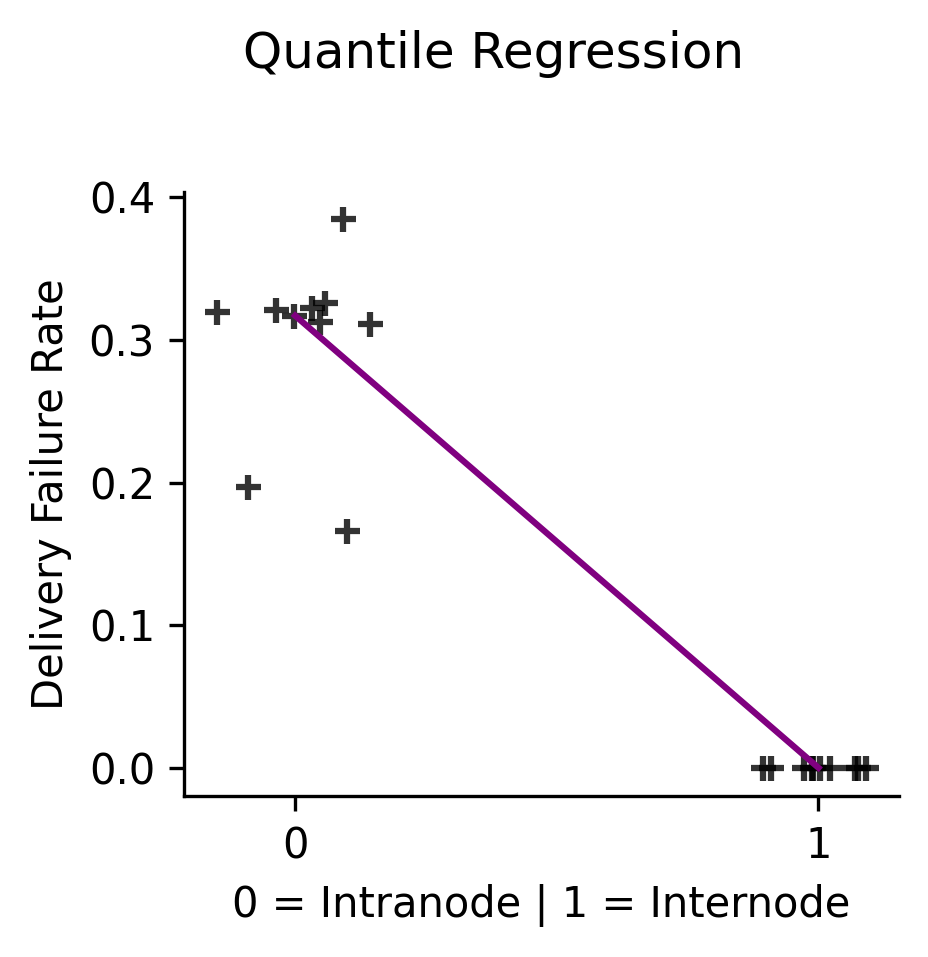 Quantile Regression
0.4
0.3
0.2
0.1
0.0
Delivery Failure Rate
0
1
0 = Intranode | 1 = Internode